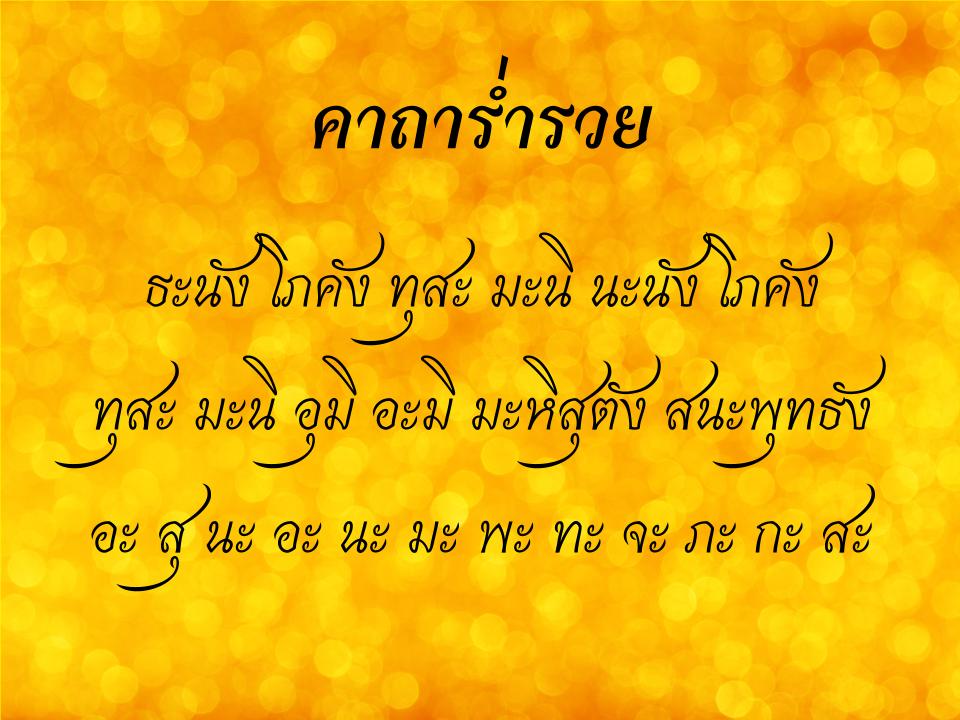 คาถาร่ำรวย
ธะนัง โภคัง ทุสะ มะนิ นะนัง โภคัง
ทุสะ มะนิ อุมิ อะมิ มะหิสุตัง สนะพุทธัง
อะ สุ นะ อะ นะ มะ พะ ทะ จะ ภะ กะ สะ